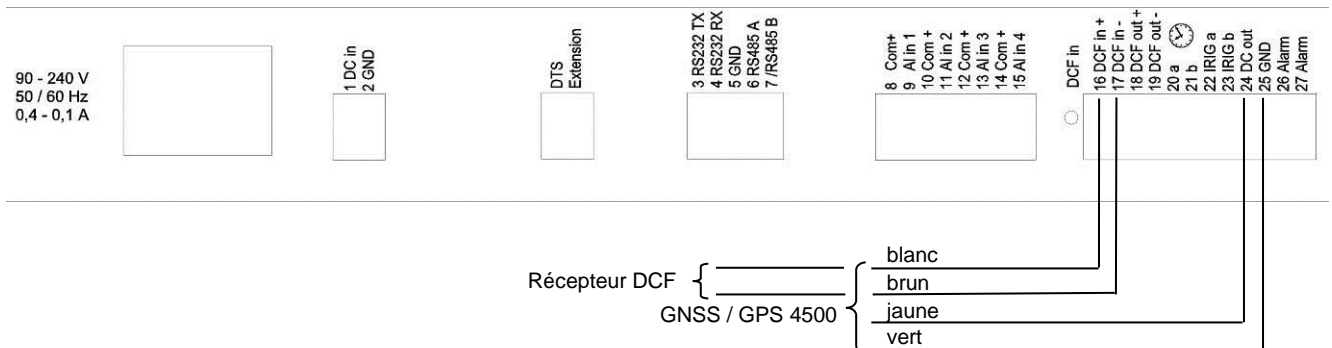 90 - 240 V
50 / 60 Hz
0,4 - 0,1 A
1 DC in
2 GND
DTS
Extension
3 RS232 TX
4 RS232 RX
5 GND
6 RS485 A
7 /RS485 B
8 Com+
9 Al in 1
10 Com +
11 Al in 2
12 Com +
13 Al in 3
14 Com +
15 Al in 4
DCF in
16 DCF in +
17 DCF in -
18 DCF out +
19 DCF out -
20 a
21 b
22 IRIG a
23 IRIG b
24 DC out
25 GND
26 Alarm
27 Alarm
blanc
Récepteur DCF
brun
GNSS / GPS 4500
jaune
vert